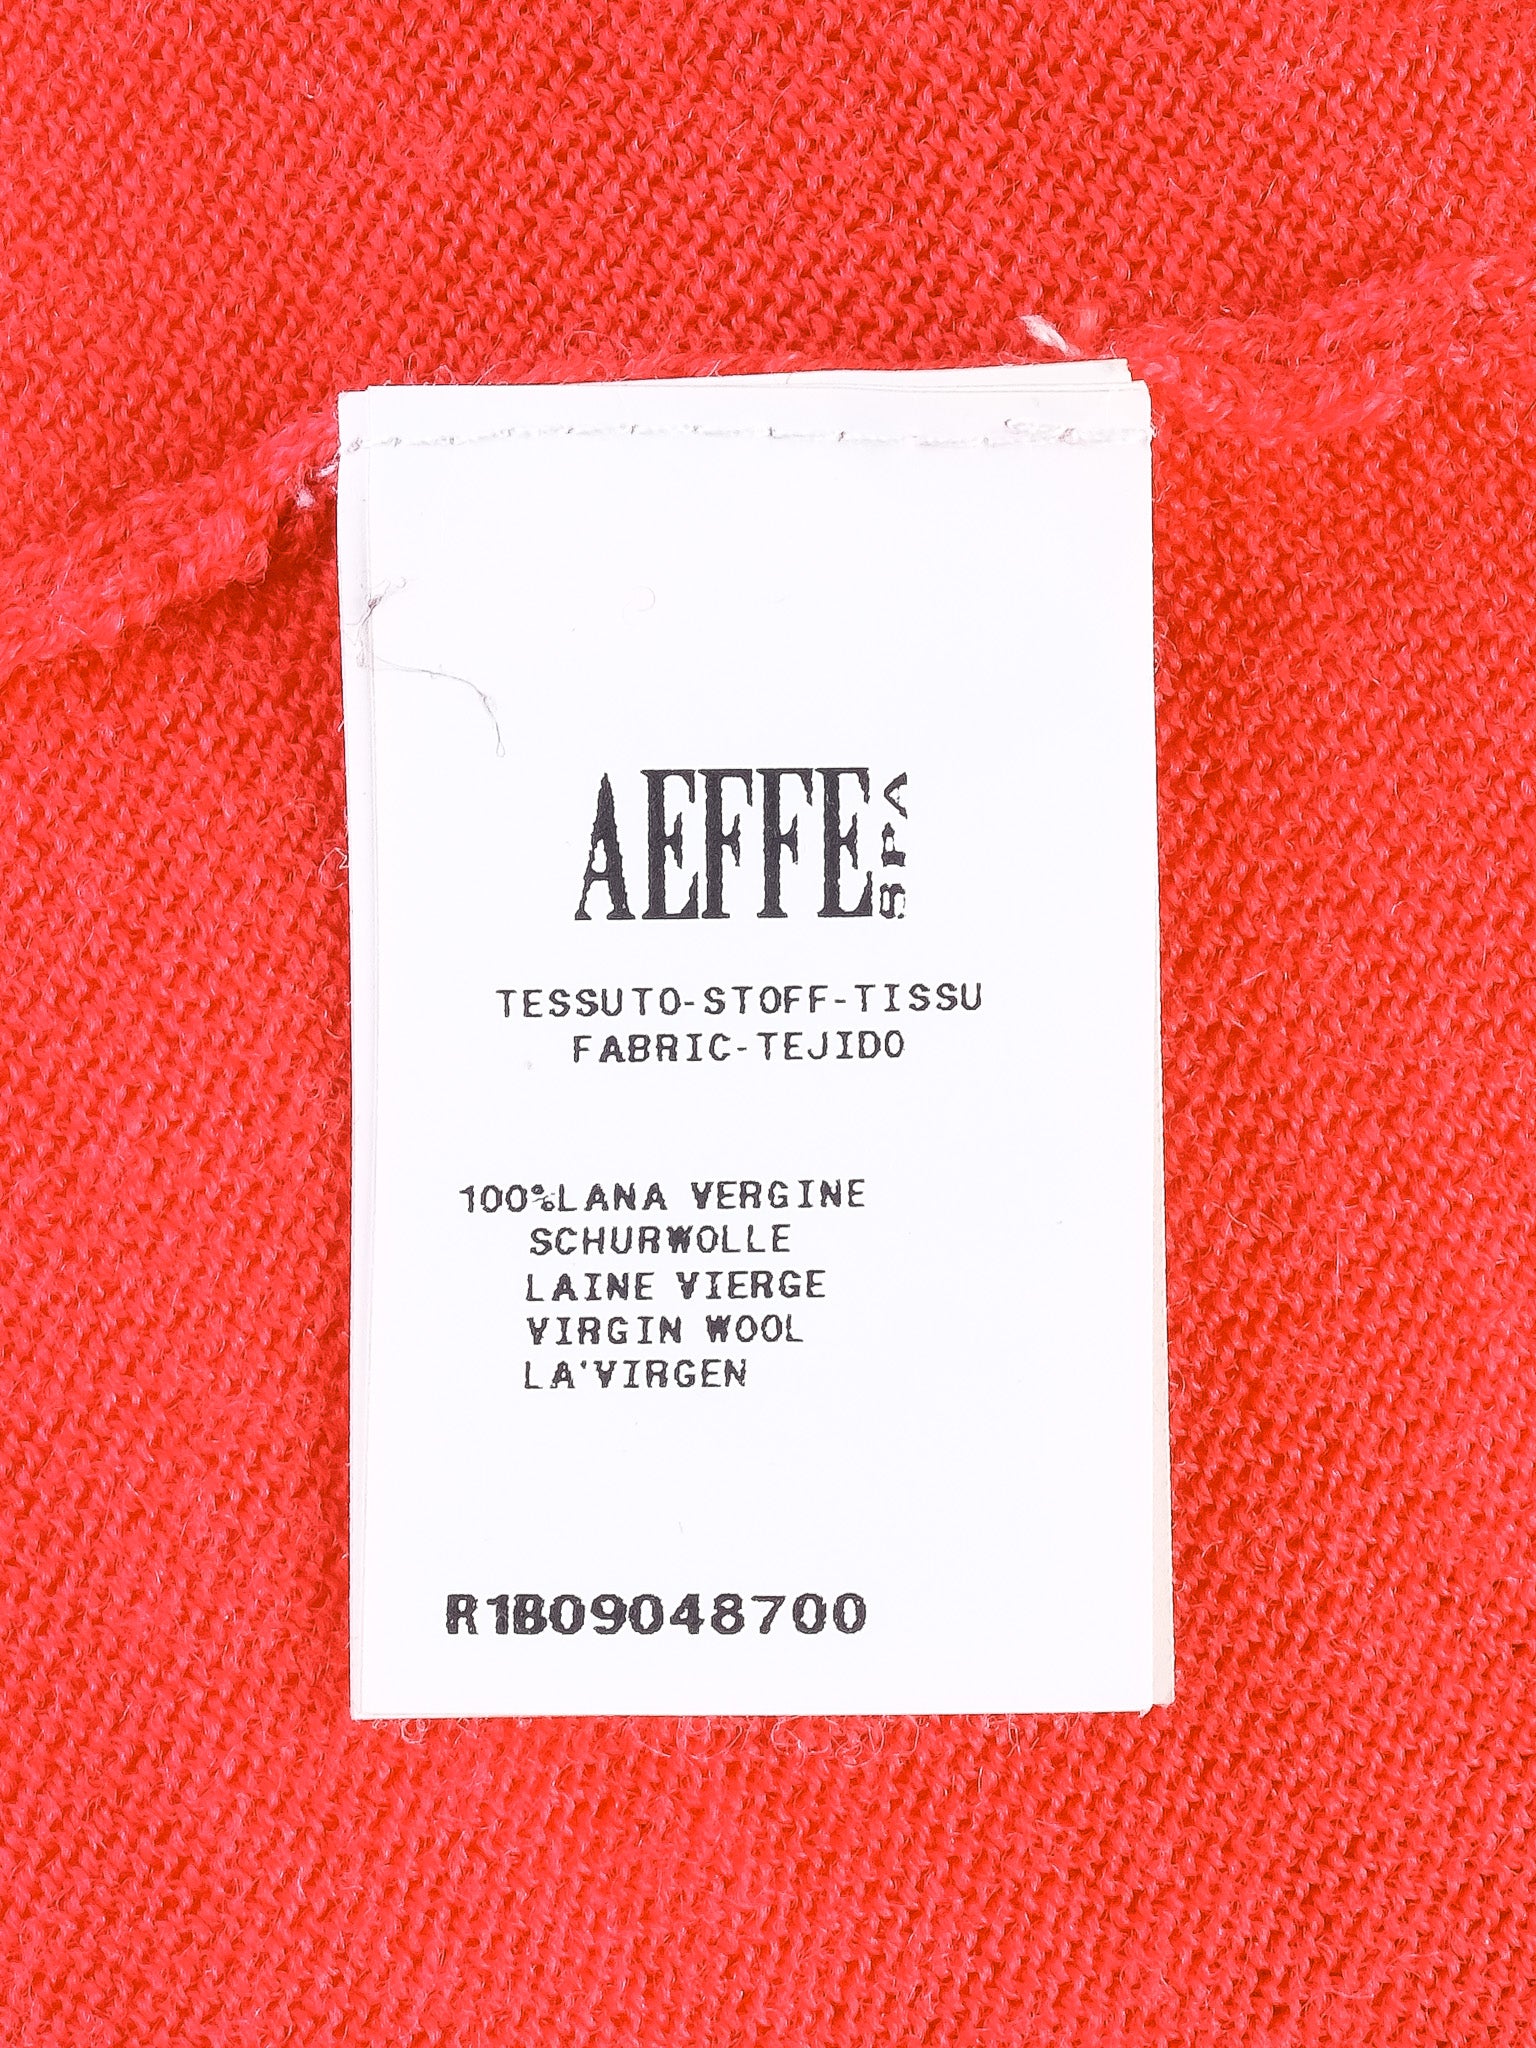 AEFFE SPA
TESSUTO-STOFF-TISSU
FABRIC-TEJIDO
100%LANA VERGINE
SCHURWOLLE
LAINE VIERGE
VIRGIN WOOL
LA'VIRGEN
R1B09048700